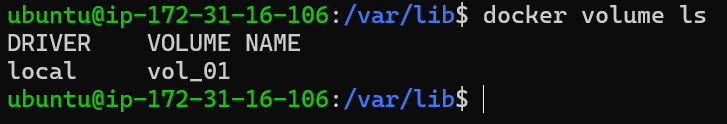 ubuntu@ip-172-31-16-106:/var/lib$ docker volume ls
DRIVER    VOLUME NAME
local     vol_01
ubuntu@ip-172-31-16-106:/var/lib$